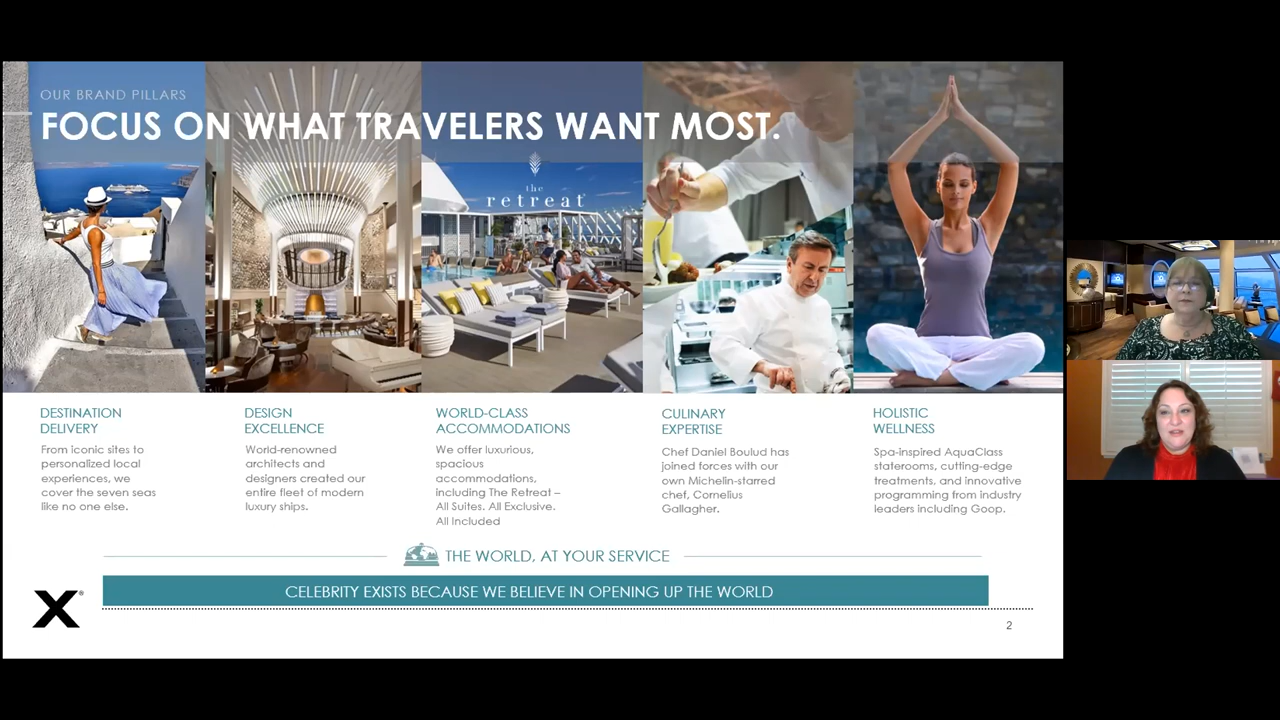 OUR BRAND PILLARS
FOCUS ON WHAT TRAVELERS WANT MOST.
the
retreat
DESTINATION
DELIVERY
From iconic sites to
personalized local
experiences, we
cover the seven seas
like no one else.
DESIGN
EXCELLENCE
World-renowned
architects and
designers created our
entire fleet of modern
luxury ships.
WORLD-CLASS
ACCOMMODATIONS
We offer luxurious,
spacious
accommodations,
including The Retreat –
All Suites. All Exclusive.
All Included
CULINARY
EXPERTISE
Chef Daniel Boulud has
joined forces with our
own Michelin-starred
chef, Cornelius
Gallagher.
HOLISTIC
WELLNESS
Spa-inspired AquaClass
staterooms, cutting-edge
treatments, and innovative
programming from industry
leaders including Goop.
THE WORLD, AT YOUR SERVICE
CELEBRITY EXISTS BECAUSE WE BELIEVE IN OPENING UP THE WORLD
X®
2